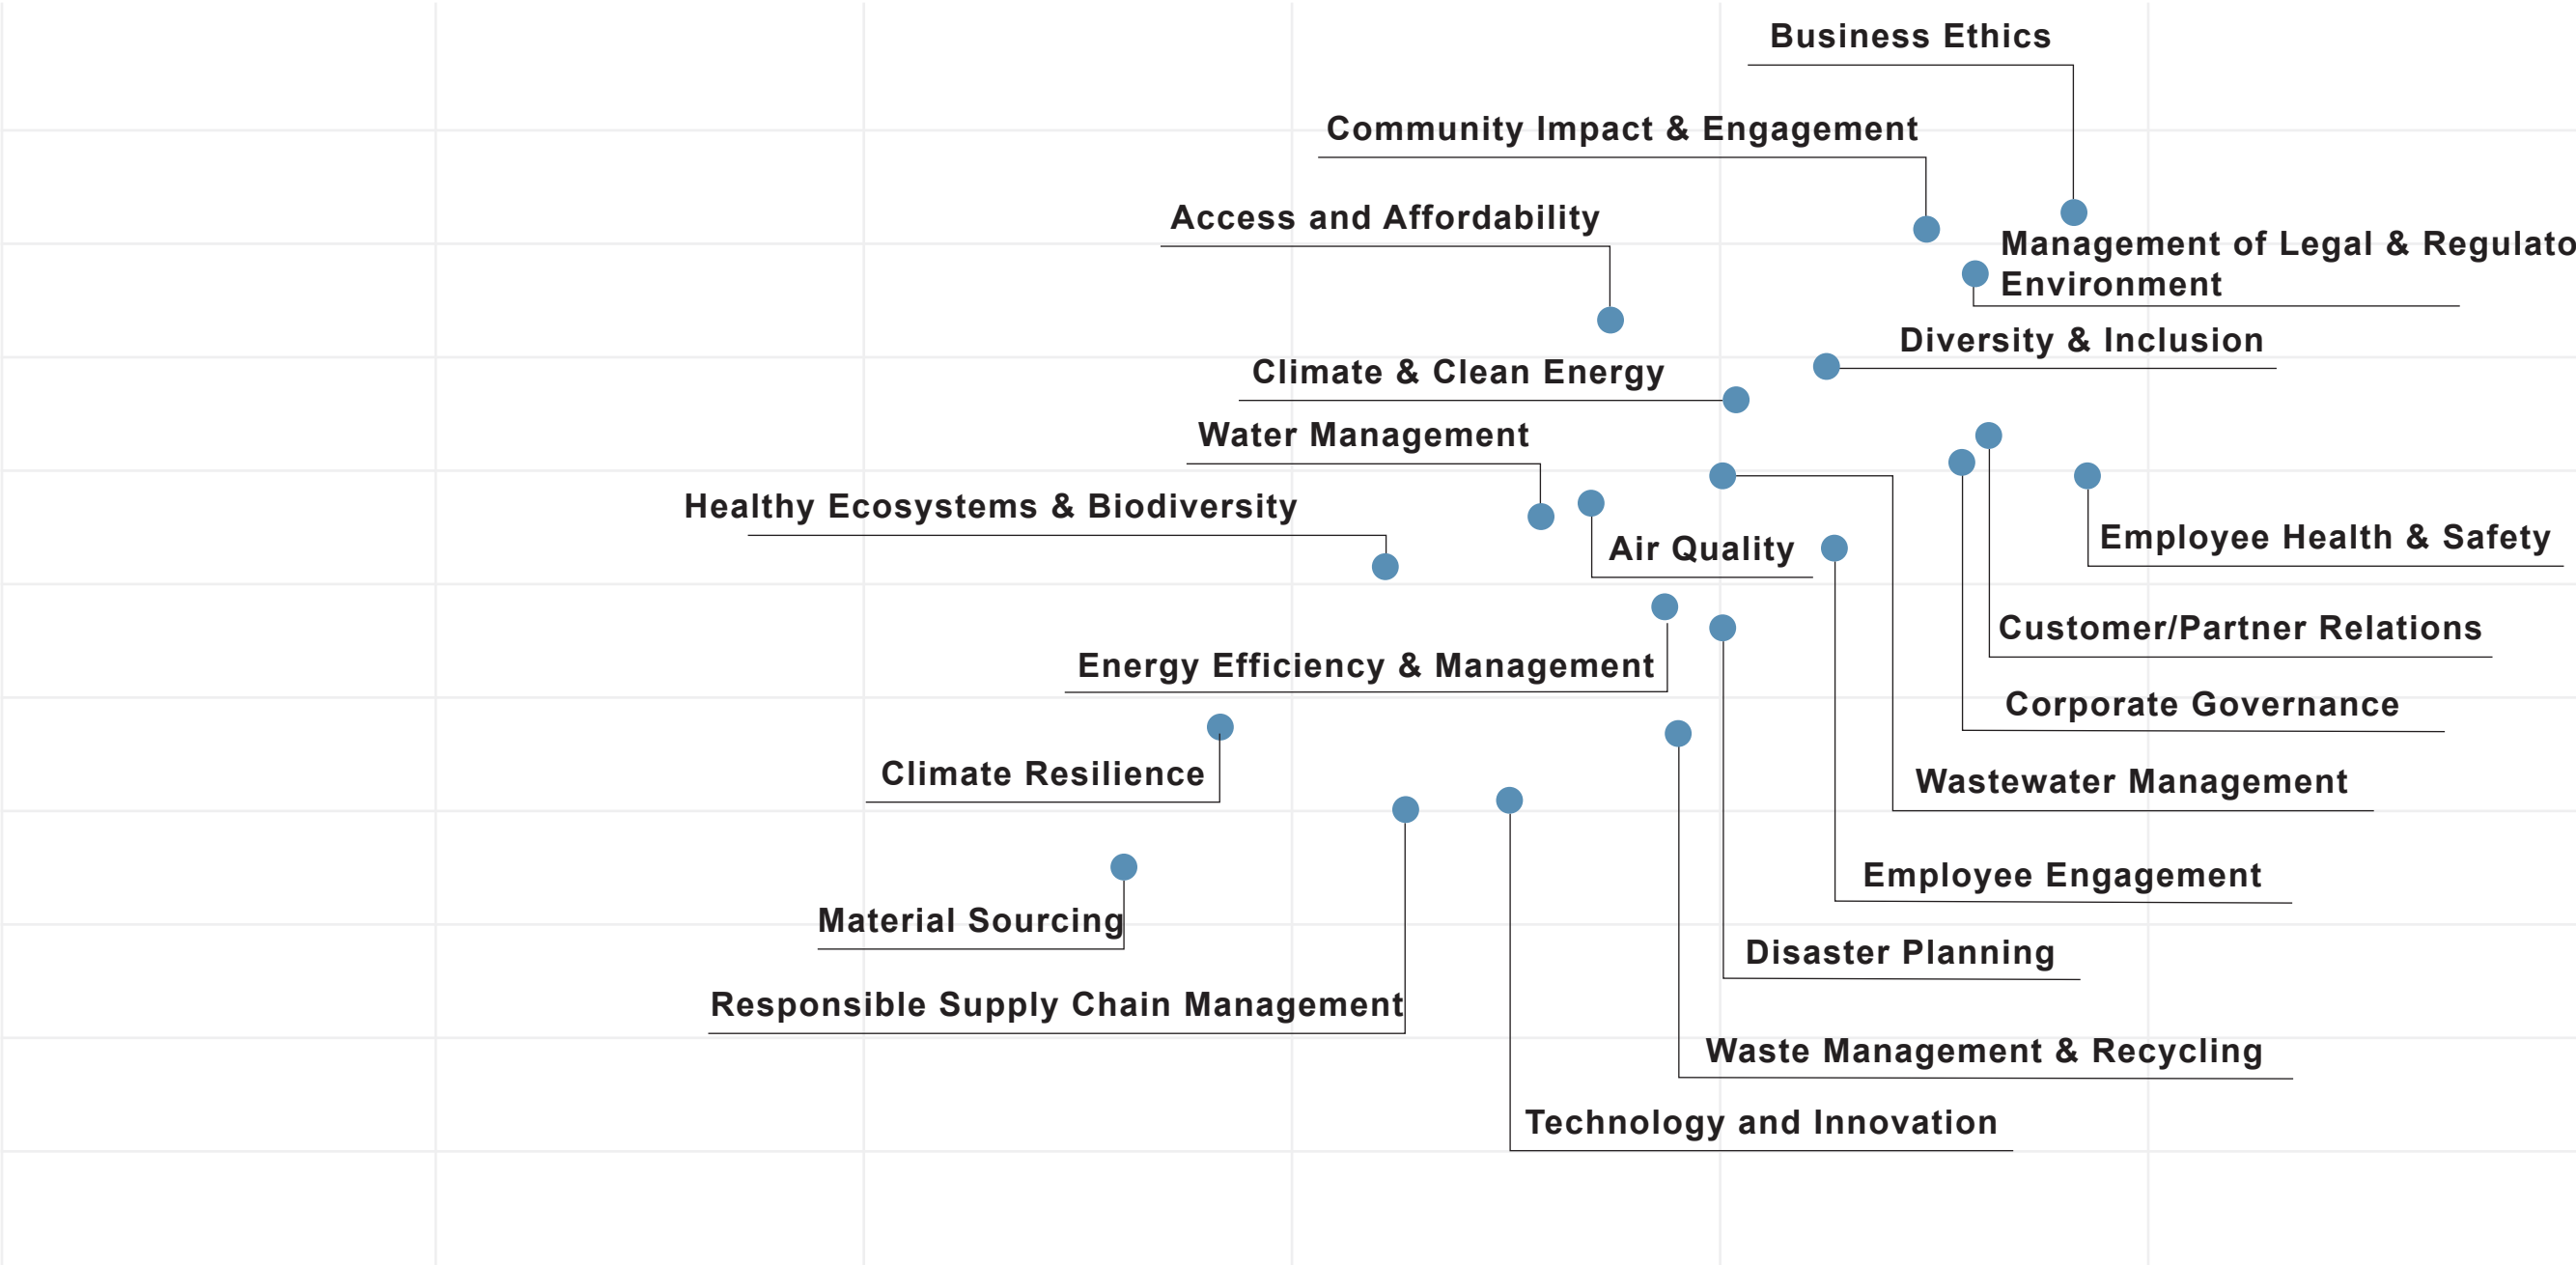 Business Ethics
Community Impact & Engagement
Access and Affordability
Management of Legal & Regulato
Environment
Diversity & Inclusion
Climate & Clean Energy
Water Management
Healthy Ecosystems & Biodiversity
Air Quality
Employee Health & Safety
Customer/Partner Relations
Energy Efficiency & Management
Corporate Governance
Climate Resilience
Wastewater Management
Employee Engagement
Material Sourcing
Disaster Planning
Responsible Supply Chain Management
Waste Management & Recycling
Technology and Innovation